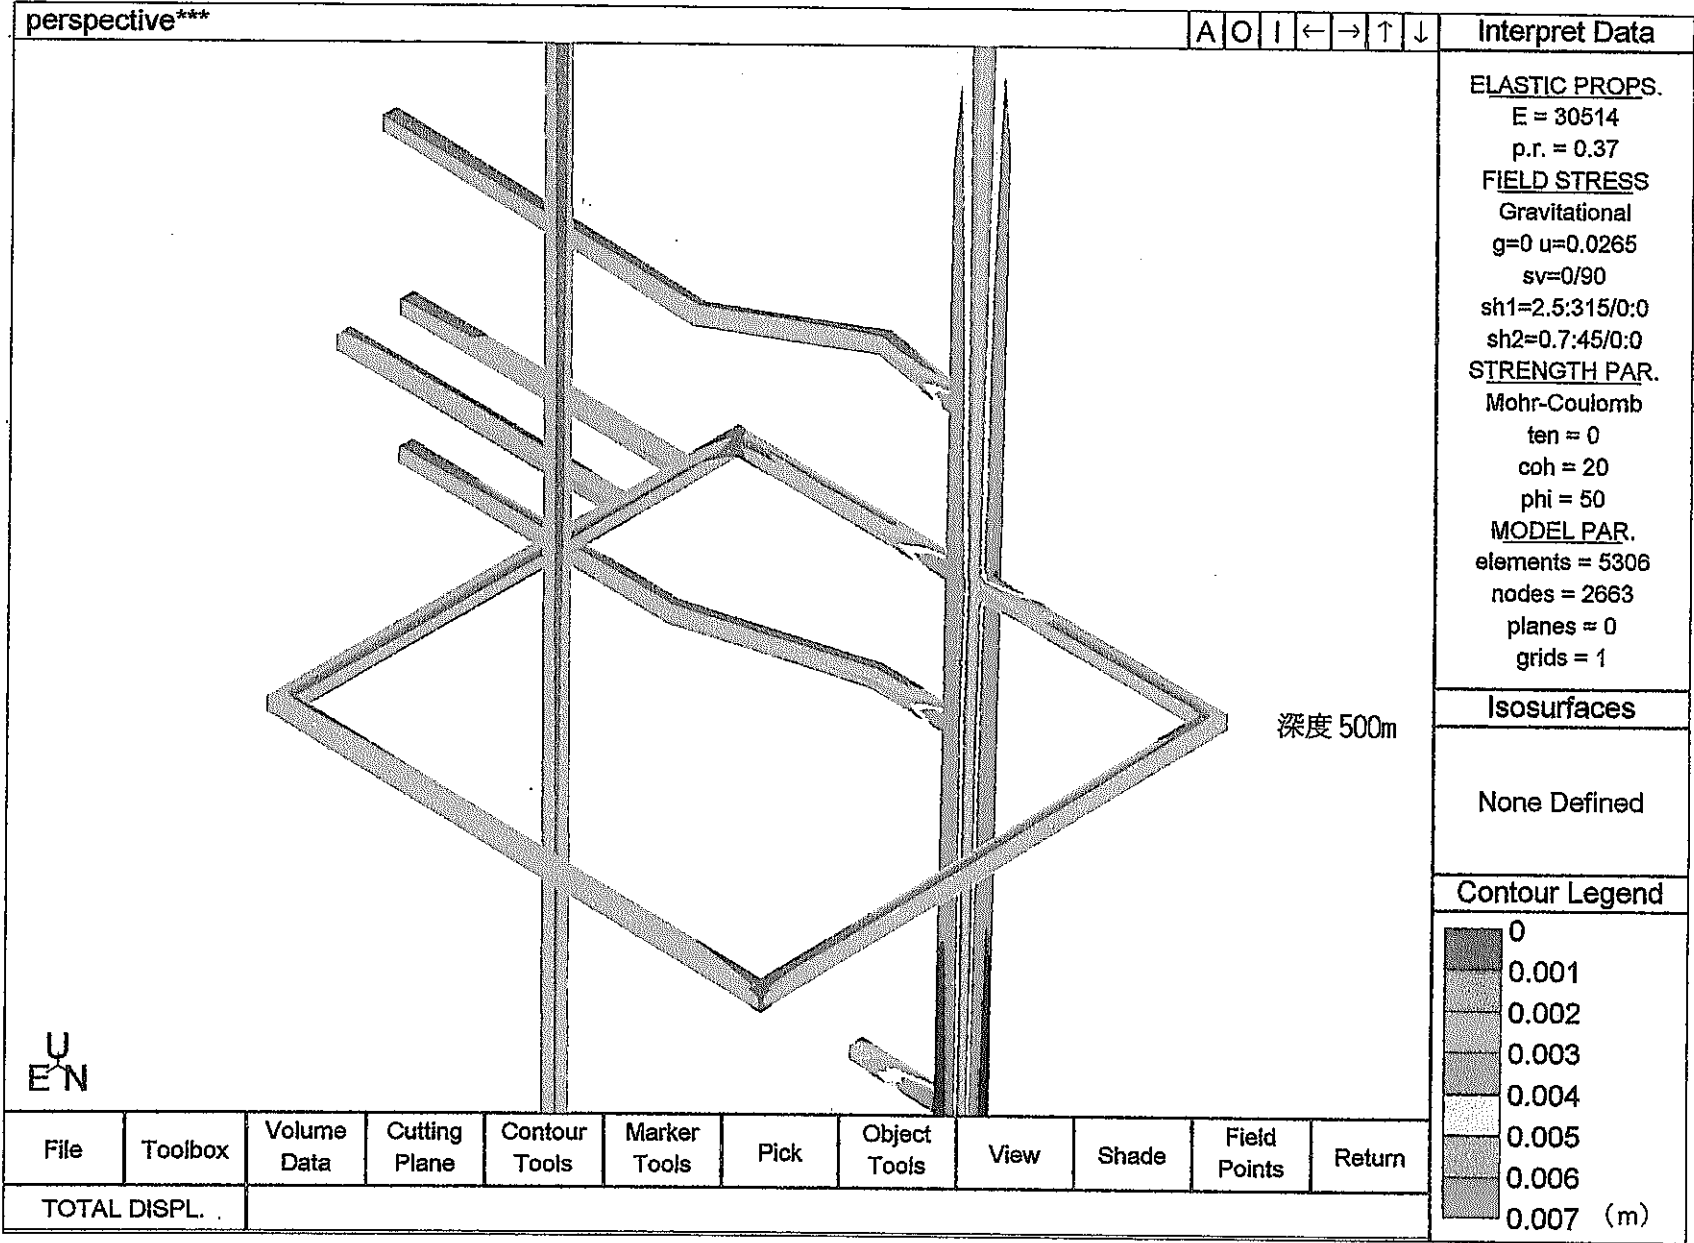 perspective***
A O I ← → ↑ ↓
Interpret Data
ELASTIC PROPS.
E = 30514
p.r. = 0.37
FIELD STRESS
Gravitational
g=0 u=0.0265
sv=0/90
sh1=2.5:315/0:0
sh2=0.7:45/0:0
STRENGTH PAR.
Mohr-Coulomb
ten = 0
coh = 20
phi = 50
MODEL PAR.
elements = 5306
nodes = 2663
planes = 0
grids = 1
Isosurfaces
None Defined
Contour Legend
0
0.001
0.002
0.003
0.004
0.005
0.006
0.007 (m)
深度 500m
U
E N
File
Toolbox
Volume
Data
Cutting
Plane
Contour
Tools
Marker
Tools
Pick
Object
Tools
View
Shade
Field
Points
Return
TOTAL DISPL.